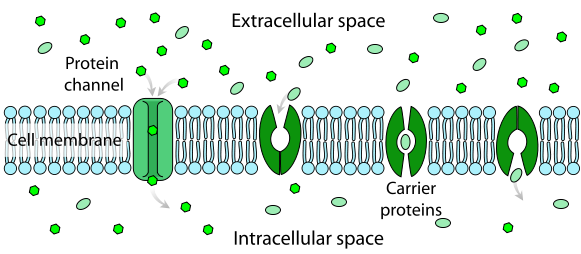 Extracellular space
Protein
channel
Cell membrane
Carrier
proteins
Intracellular space